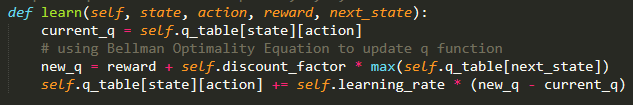 def learn(self, state, action, reward, next_state):
    current_q = self.q_table[state][action]
    # using Bellman Optimality Equation to update q function
    new_q = reward + self.discount_factor * max(self.q_table[next_state])
    self.q_table[state][action] += self.learning_rate * (new_q - current_q)